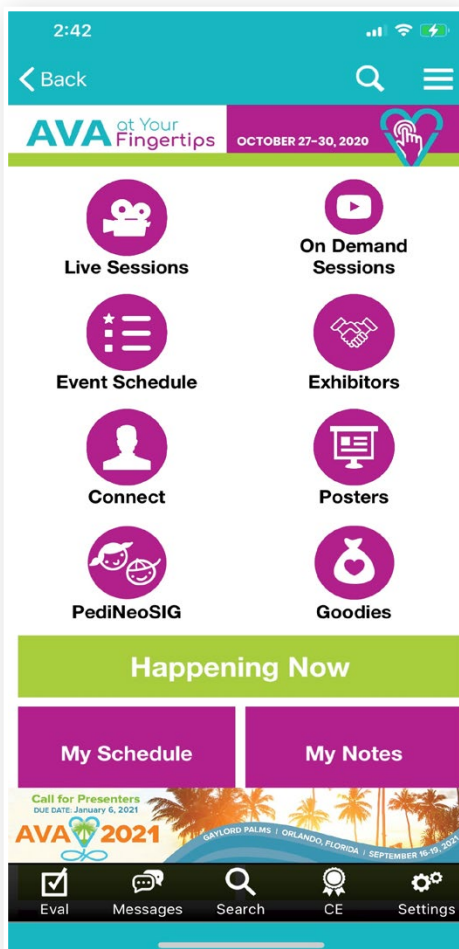 2:42
Back
AVA at Your
Fingertips
OCTOBER 27-30, 2020
Live Sessions
On Demand
Sessions
Event Schedule
Exhibitors
Connect
Posters
PediNeoSIG
Goodies
Happening Now
My Schedule
My Notes
Call for Presenters
DUE DATE: January 6, 2021
AVA 2021
GAYLORD PALMS | ORLANDO, FLORIDA | SEPTEMBER 16-19, 2021
Eval
Messages
Search
CE
Settings